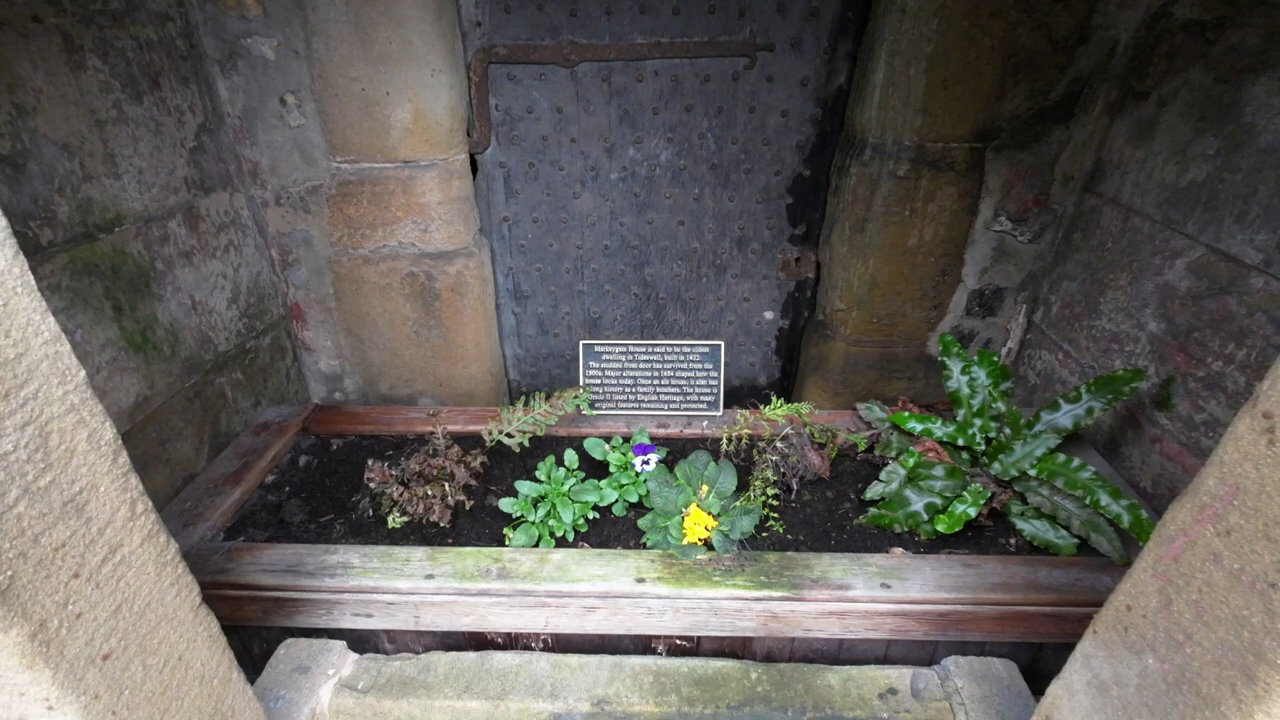 Markeygate House is said to be the oldest
dwelling in Tideswell, built in 1432.
The studded front door has survived from the
1500s. Major alterations in 1654 shaped how the
house looks today. Once an ale house, it also has
a long history as a family butchers. The house is
Grade II listed by English Heritage, with many
original features remaining and protected.